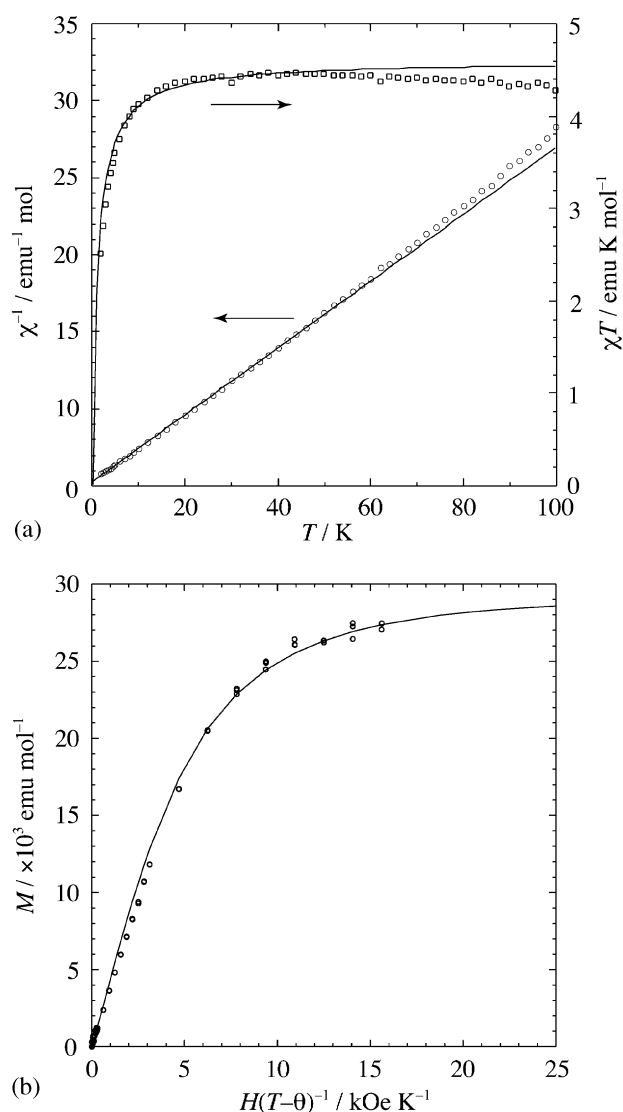 35
30
25
20
15
10
5
0
χ⁻¹ / emu⁻¹ mol
5
4
3
2
1
0
χT / emu K mol⁻¹
0 20 40 60 80 100
T / K
(a)
30
25
20
15
10
5
0
M / ×10³ emu mol⁻¹
0 5 10 15 20 25
H(T–θ)⁻¹ / kOe K⁻¹
(b)